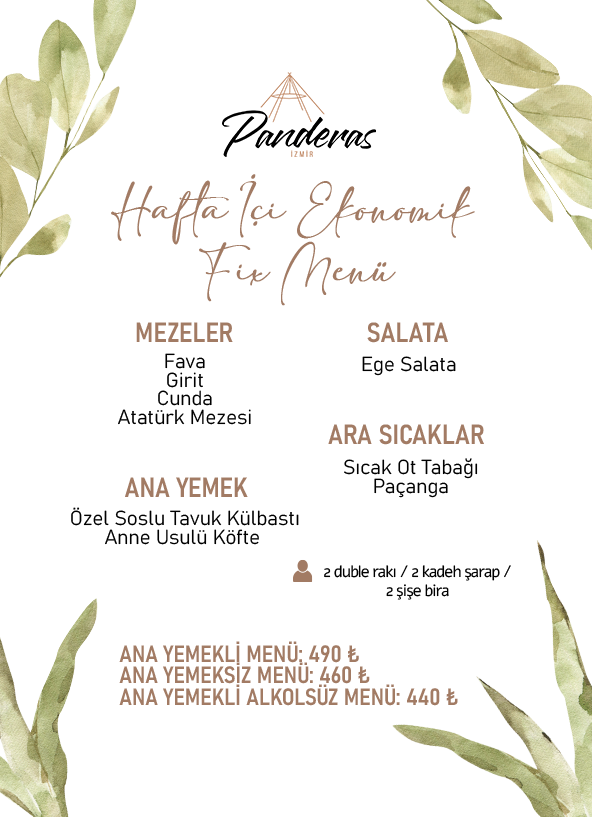 Panderas
İZMİR
Hafta İçi Ekonomik
Fix Menü
MEZELER
Fava
Girit
Cunda
Atatürk Mezesi
SALATA
Ege Salata
ARA SICAKLAR
Sıcak Ot Tabağı
Paçanga
ANA YEMEK
Özel Soslu Tavuk Külbastı
Anne Usulü Köfte
2 duble rakı / 2 kadeh şarap /
2 şişe bira
ANA YEMEKLİ MENÜ: 490 ₺
ANA YEMEKSİZ MENÜ: 460 ₺
ANA YEMEKLİ ALKOLSÜZ MENÜ: 440 ₺